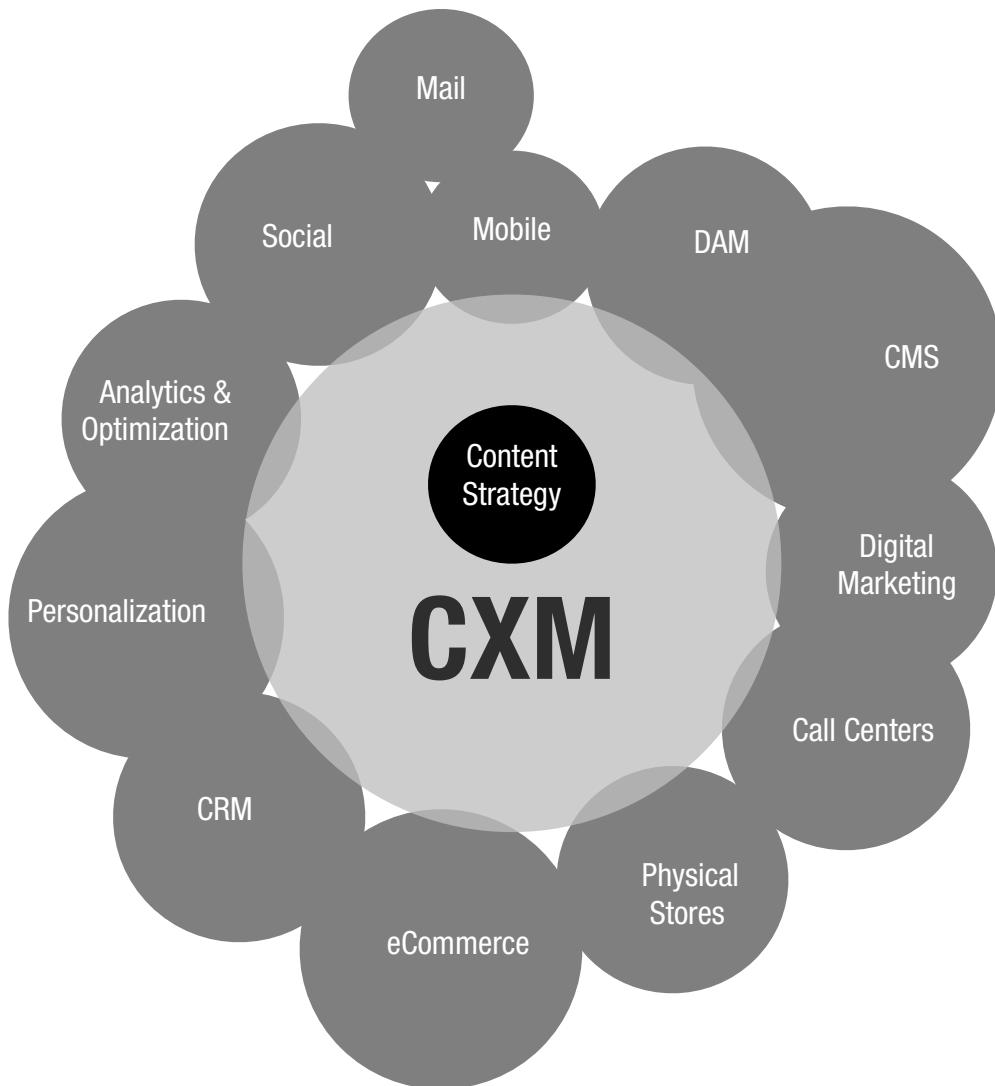 Mail
Social
Mobile
DAM
CMS
Analytics &
Optimization
Content
Strategy
Digital
Marketing
Personalization
CXM
Call Centers
CRM
Physical
Stores
eCommerce